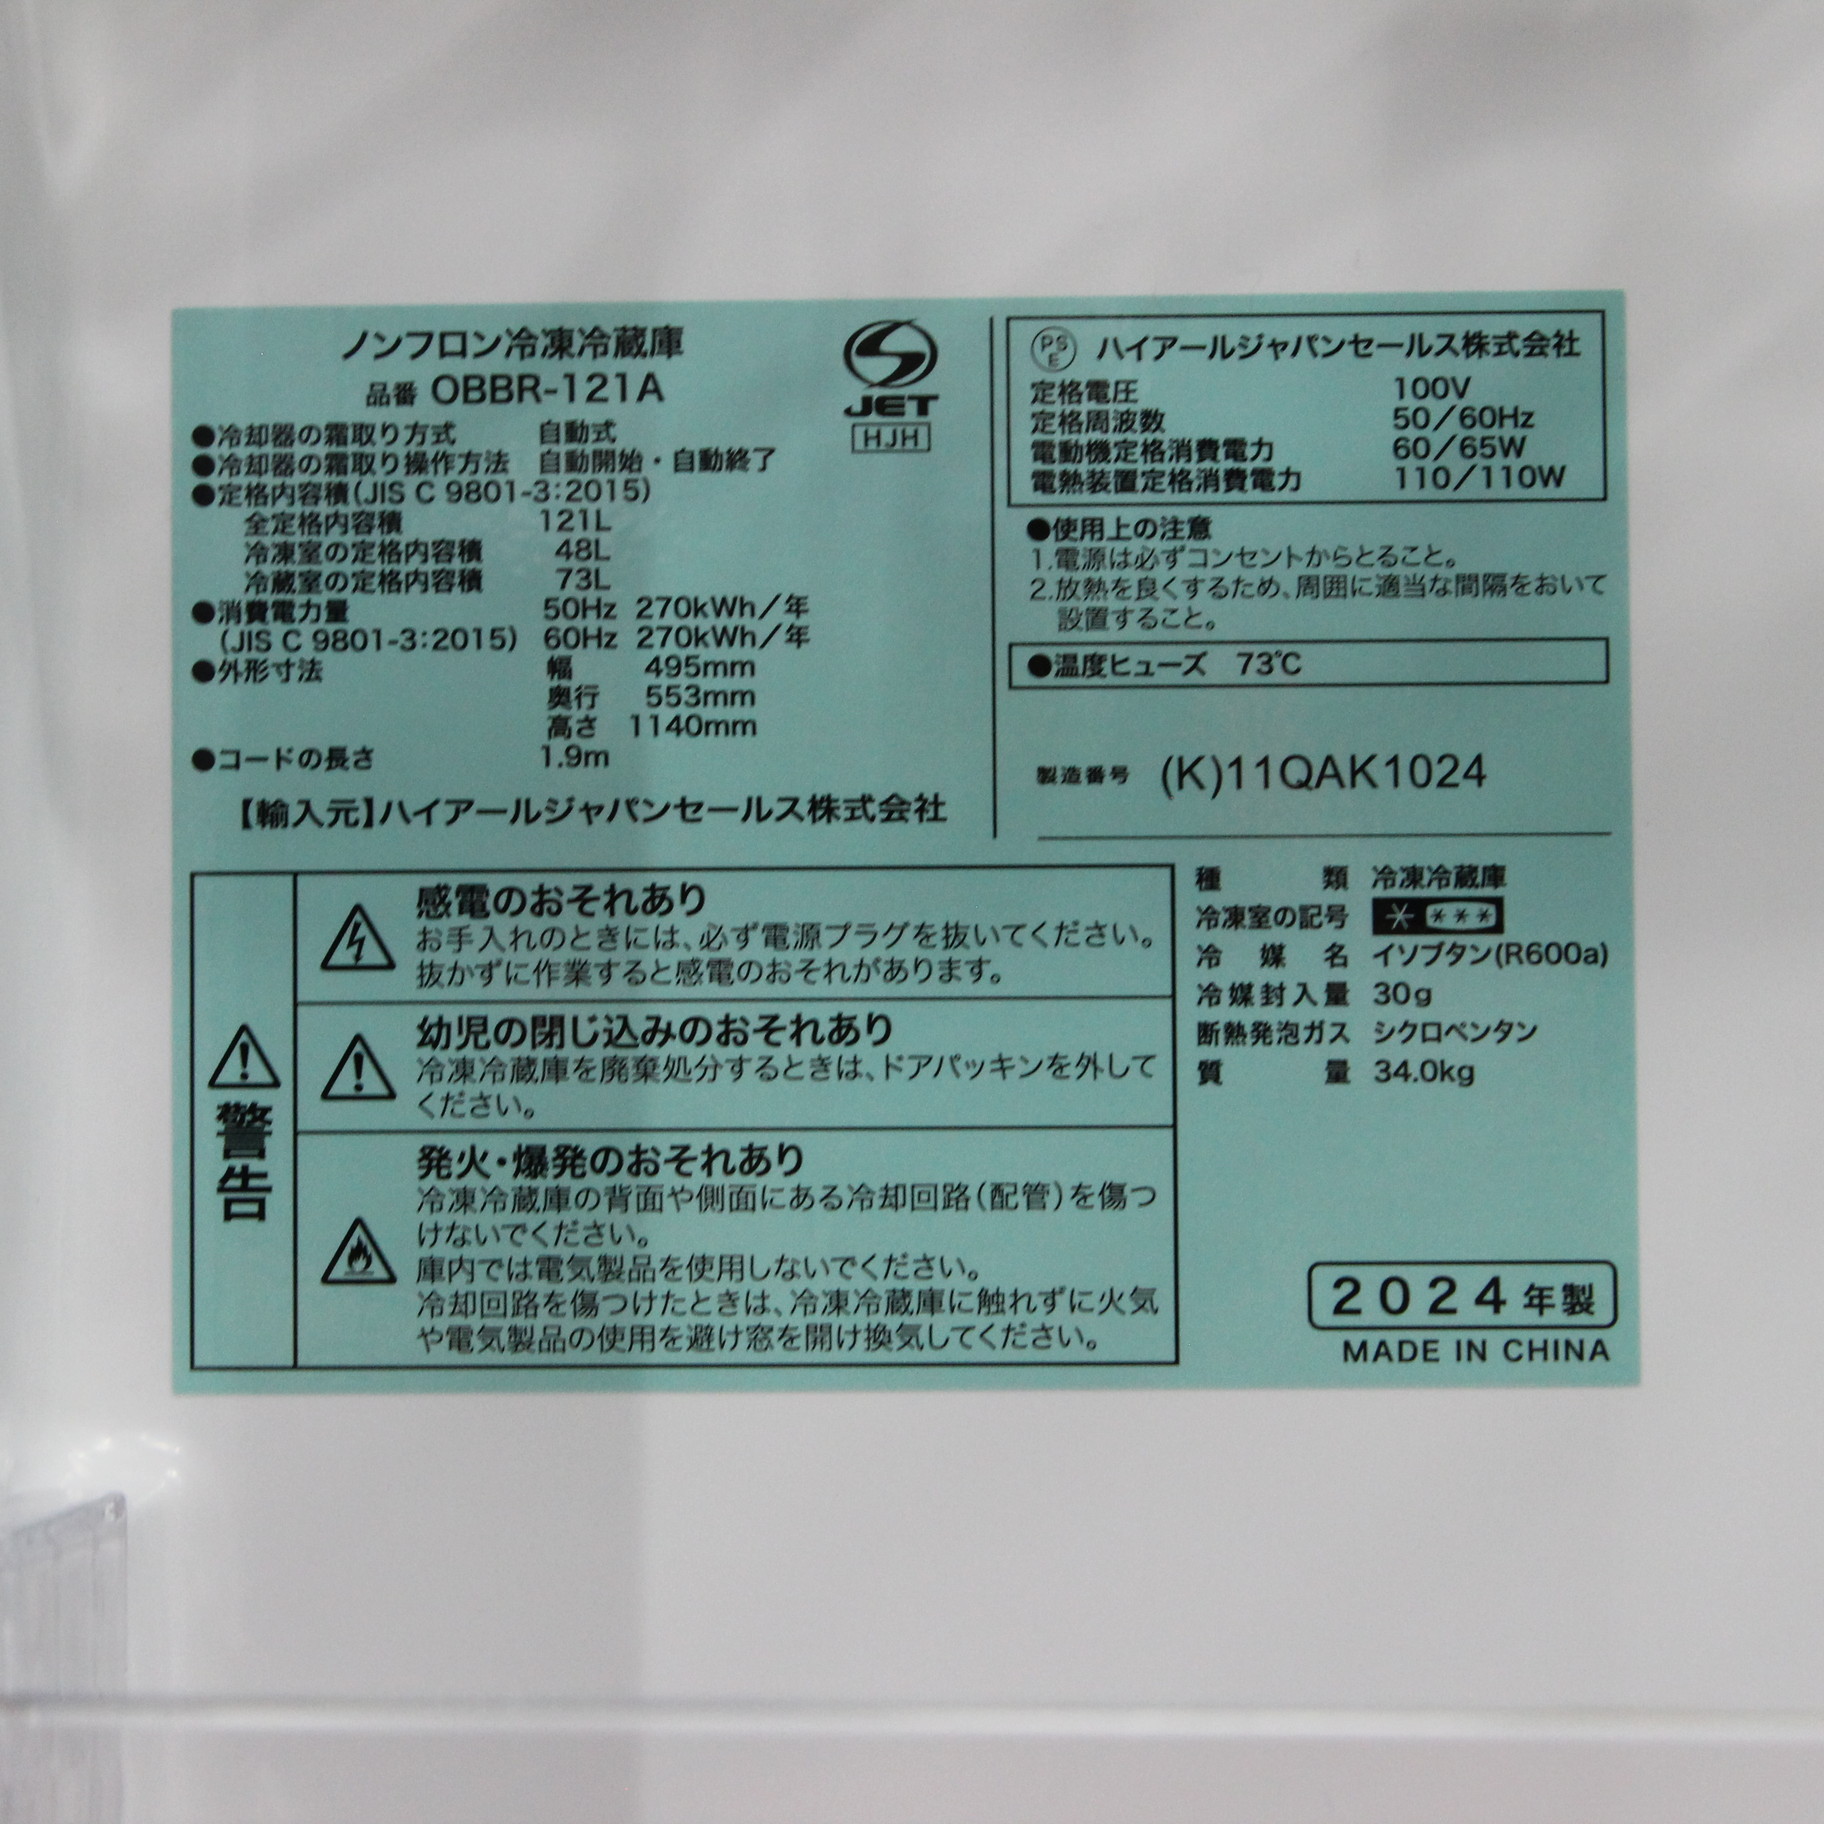 ノンフロン冷凍冷蔵庫
品番 OBBR-121A
JET
HJH
●冷却器の霜取り方式 自動式
●冷却器の霜取り操作方法 自動開始・自動終了
●定格内容積(JIS C 9801-3:2015)
全定格内容積 121L
冷凍室の定格内容積 48L
冷蔵室の定格内容積 73L
●消費電力量 50Hz 270kWh/年
(JIS C 9801-3:2015) 60Hz 270kWh/年
●外形寸法 幅 495mm
奥行 553mm
高さ 1140mm
●コードの長さ 1.9m
【輸入元】ハイアールジャパンセールス株式会社
PSE ハイアールジャパンセールス株式会社
定格電圧 100V
定格周波数 50/60Hz
電動機定格消費電力 60/65W
電熱装置定格消費電力 110/110W
●使用上の注意
1.電源は必ずコンセントからとること。
2.放熱を良くするため、周囲に適当な間隔をおいて
設置すること。
●温度ヒューズ 73℃
製造番号 (K)11QAK1024
警告
感電のおそれあり
お手入れのときには、必ず電源プラグを抜いてください。
抜かずに作業すると感電のおそれがあります。
幼児の閉じ込みのおそれあり
冷凍冷蔵庫を廃棄処分するときは、ドアパッキンを外して
ください。
発火・爆発のおそれあり
冷凍冷蔵庫の背面や側面にある冷却回路(配管)を傷つ
けないでください。
庫内では電気製品を使用しないでください。
冷却回路を傷つけたときは、冷凍冷蔵庫に触れずに火気
や電気製品の使用を避け窓を開け換気してください。
種類 冷凍冷蔵庫
冷凍室の記号 * ***
冷媒名 イソブタン(R600a)
冷媒封入量 30g
断熱発泡ガス シクロペンタン
質量 34.0kg
2024年製
MADE IN CHINA